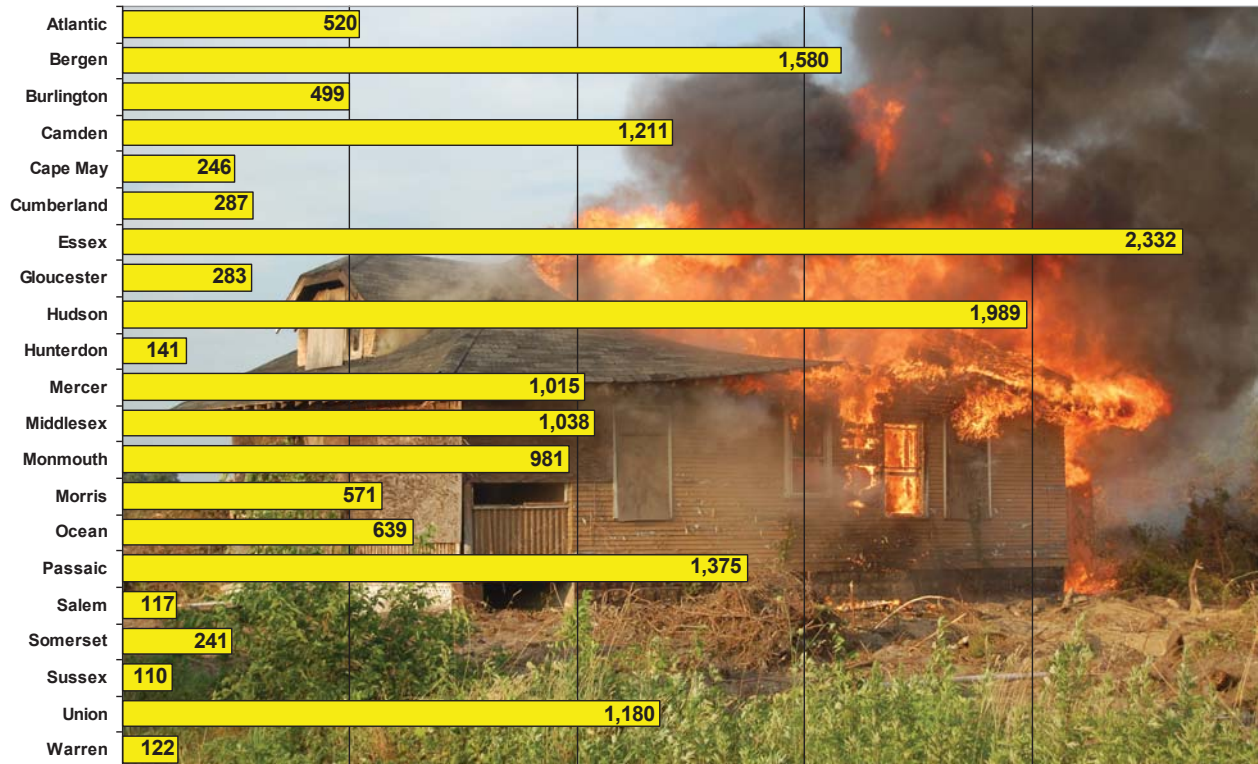 Atlantic 520
Bergen 1,580
Burlington 499
Camden 1,211
Cape May 246
Cumberland 287
Essex 2,332
Gloucester 283
Hudson 1,989
Hunterdon 141
Mercer 1,015
Middlesex 1,038
Monmouth 981
Morris 571
Ocean 639
Passaic 1,375
Salem 117
Somerset 241
Sussex 110
Union 1,180
Warren 122